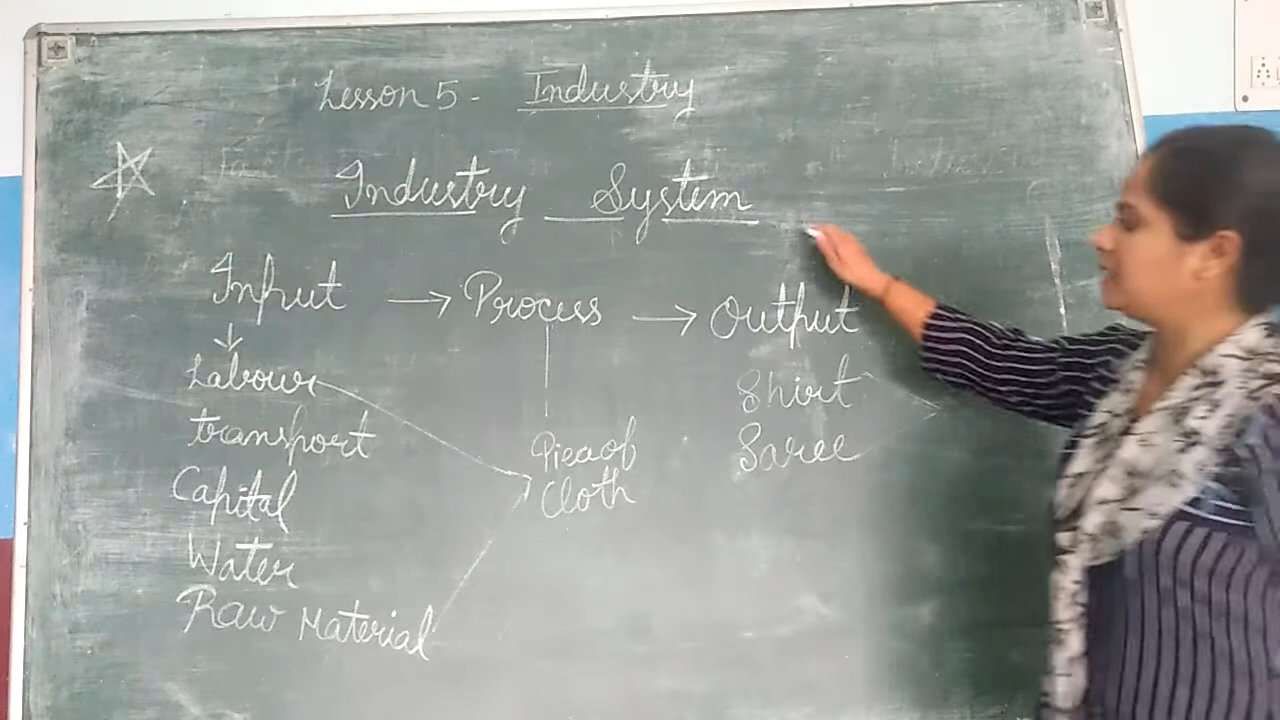 Lesson 5 - Industry
Industry System
Input → Process → Output
Labour
transport
Capital
Water
Raw Material
Piece of
Cloth
Shirt
Saree